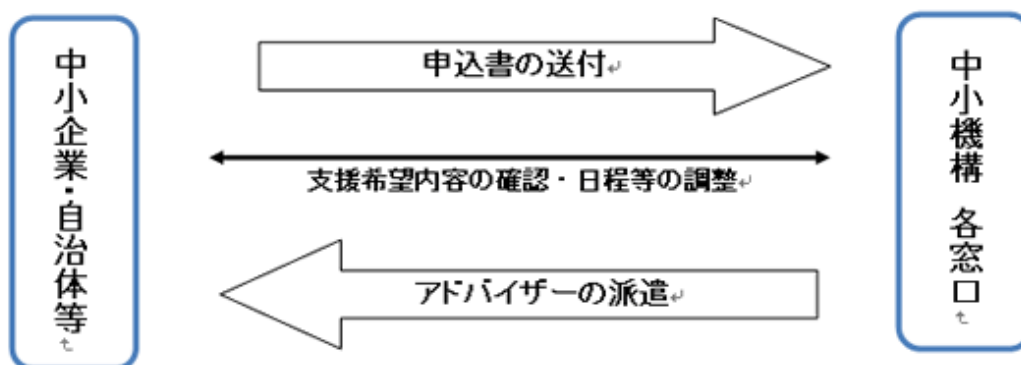 中小企業・自治体等
申込書の送付
支援希望内容の確認・日程等の調整
アドバイザーの派遣
中小機構 各窓口